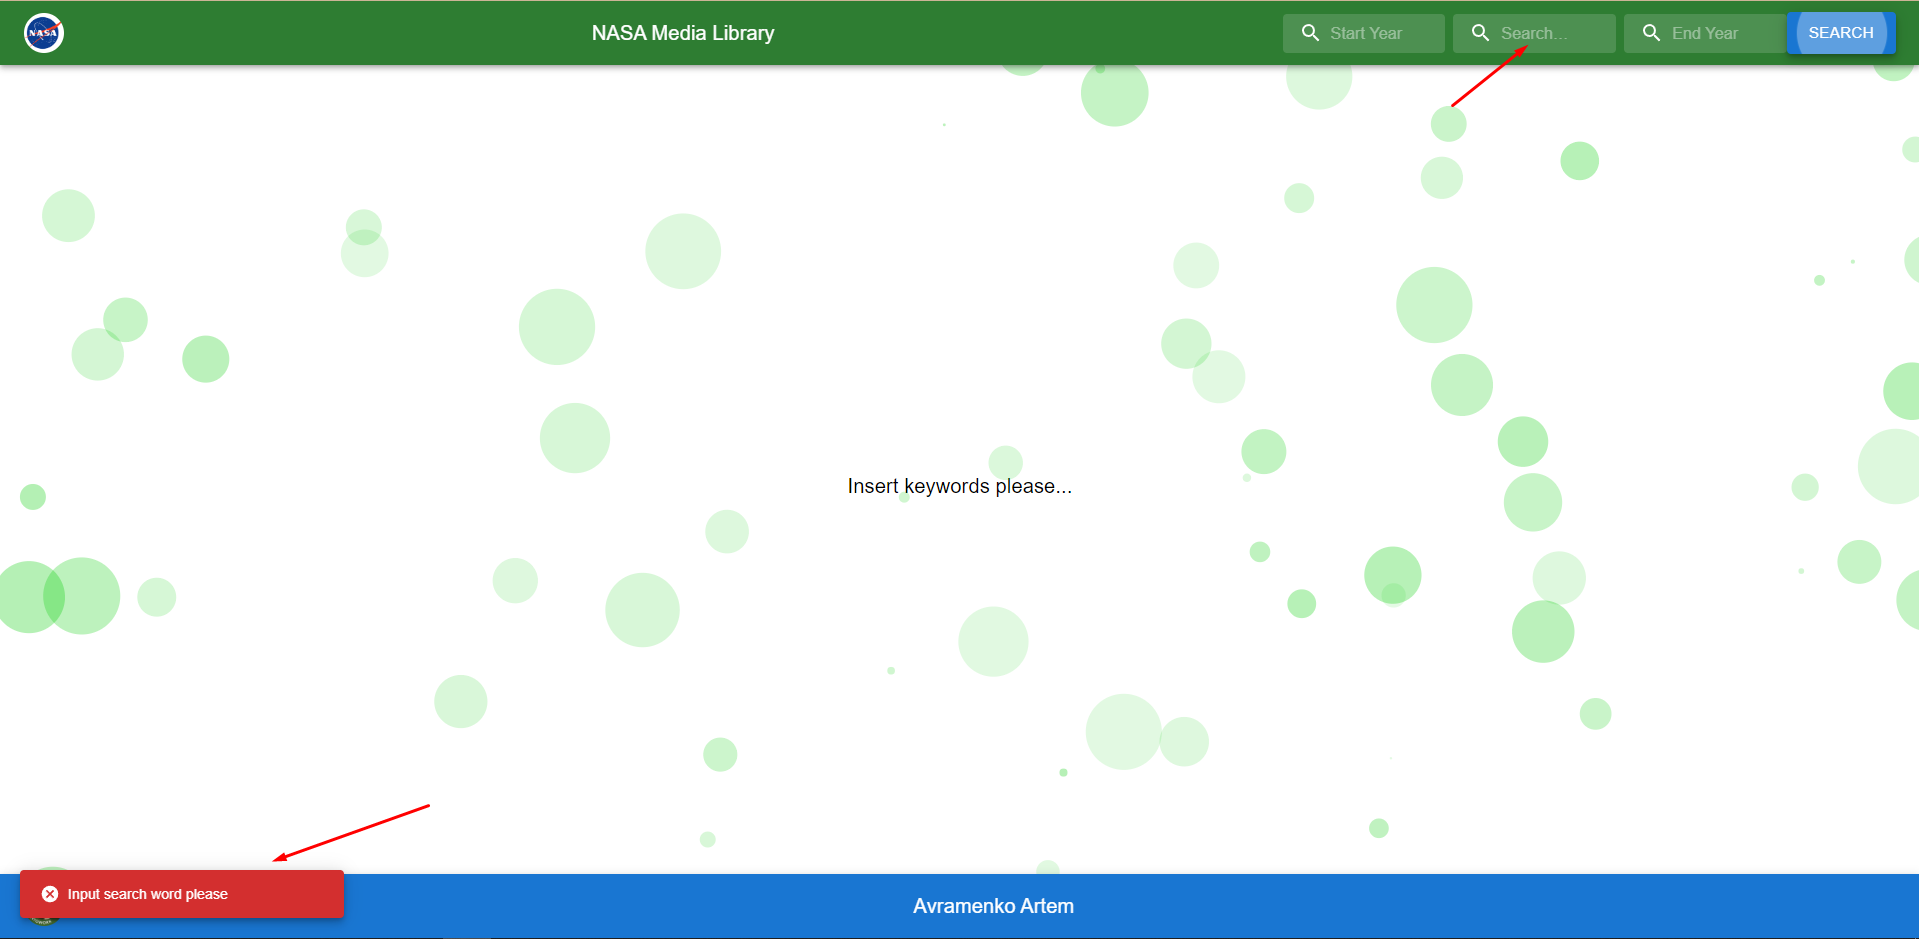 NASA
NASA Media Library
Start Year
Search...
End Year
SEARCH
Insert keywords please...
Input search word please
Avramenko Artem